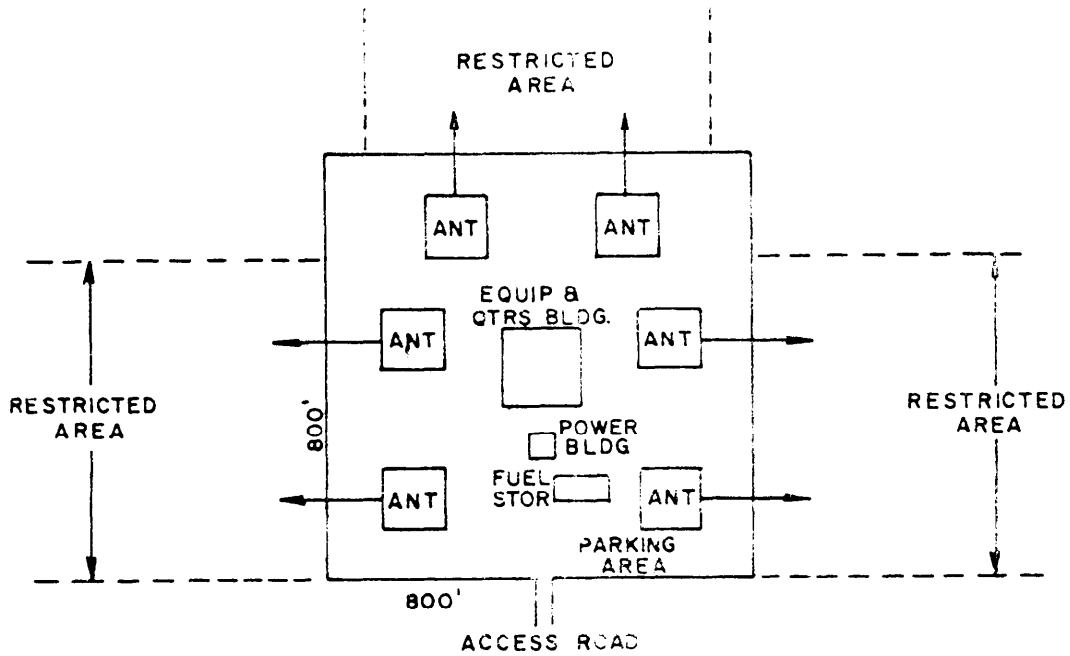 RESTRICTED
AREA
ANT
ANT
EQUIP &
QTRS BLDG.
ANT
ANT
RESTRICTED
AREA
RESTRICTED
AREA
800'
POWER
BLDG
FUEL
STOR
ANT
ANT
PARKING
AREA
800'
ACCESS ROAD